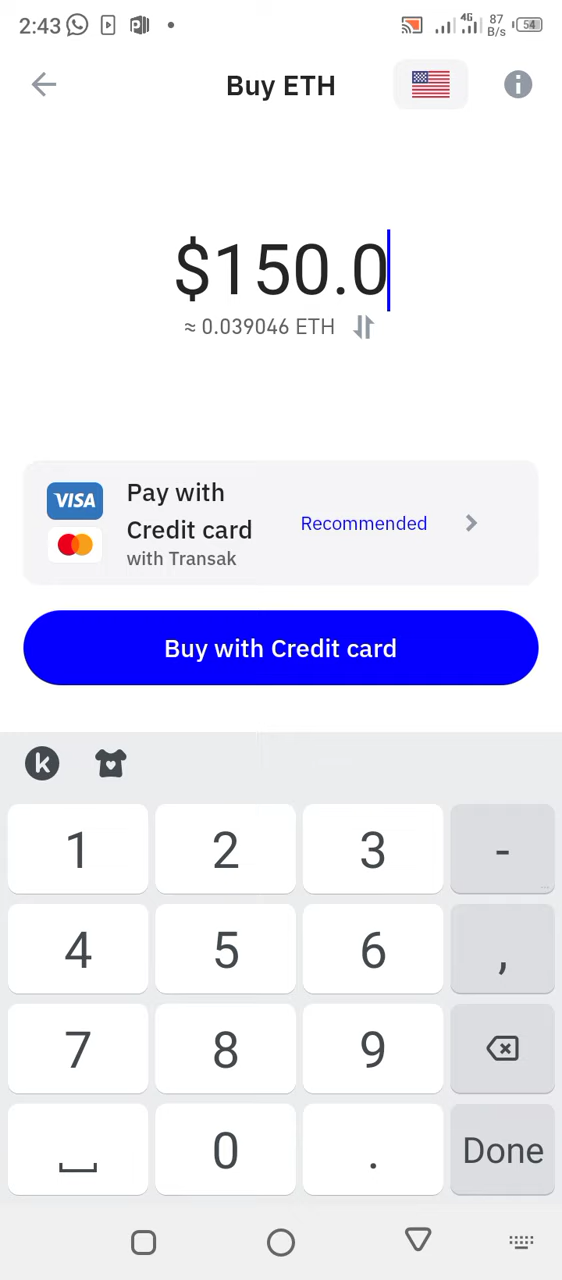 2:43 4G 87 B/s 54
Buy ETH
$150.0
≈ 0.039046 ETH
VISA
Pay with
Credit card
Recommended
with Transak
Buy with Credit card
k
1 2 3 -
4 5 6 ,
7 8 9
0 . Done